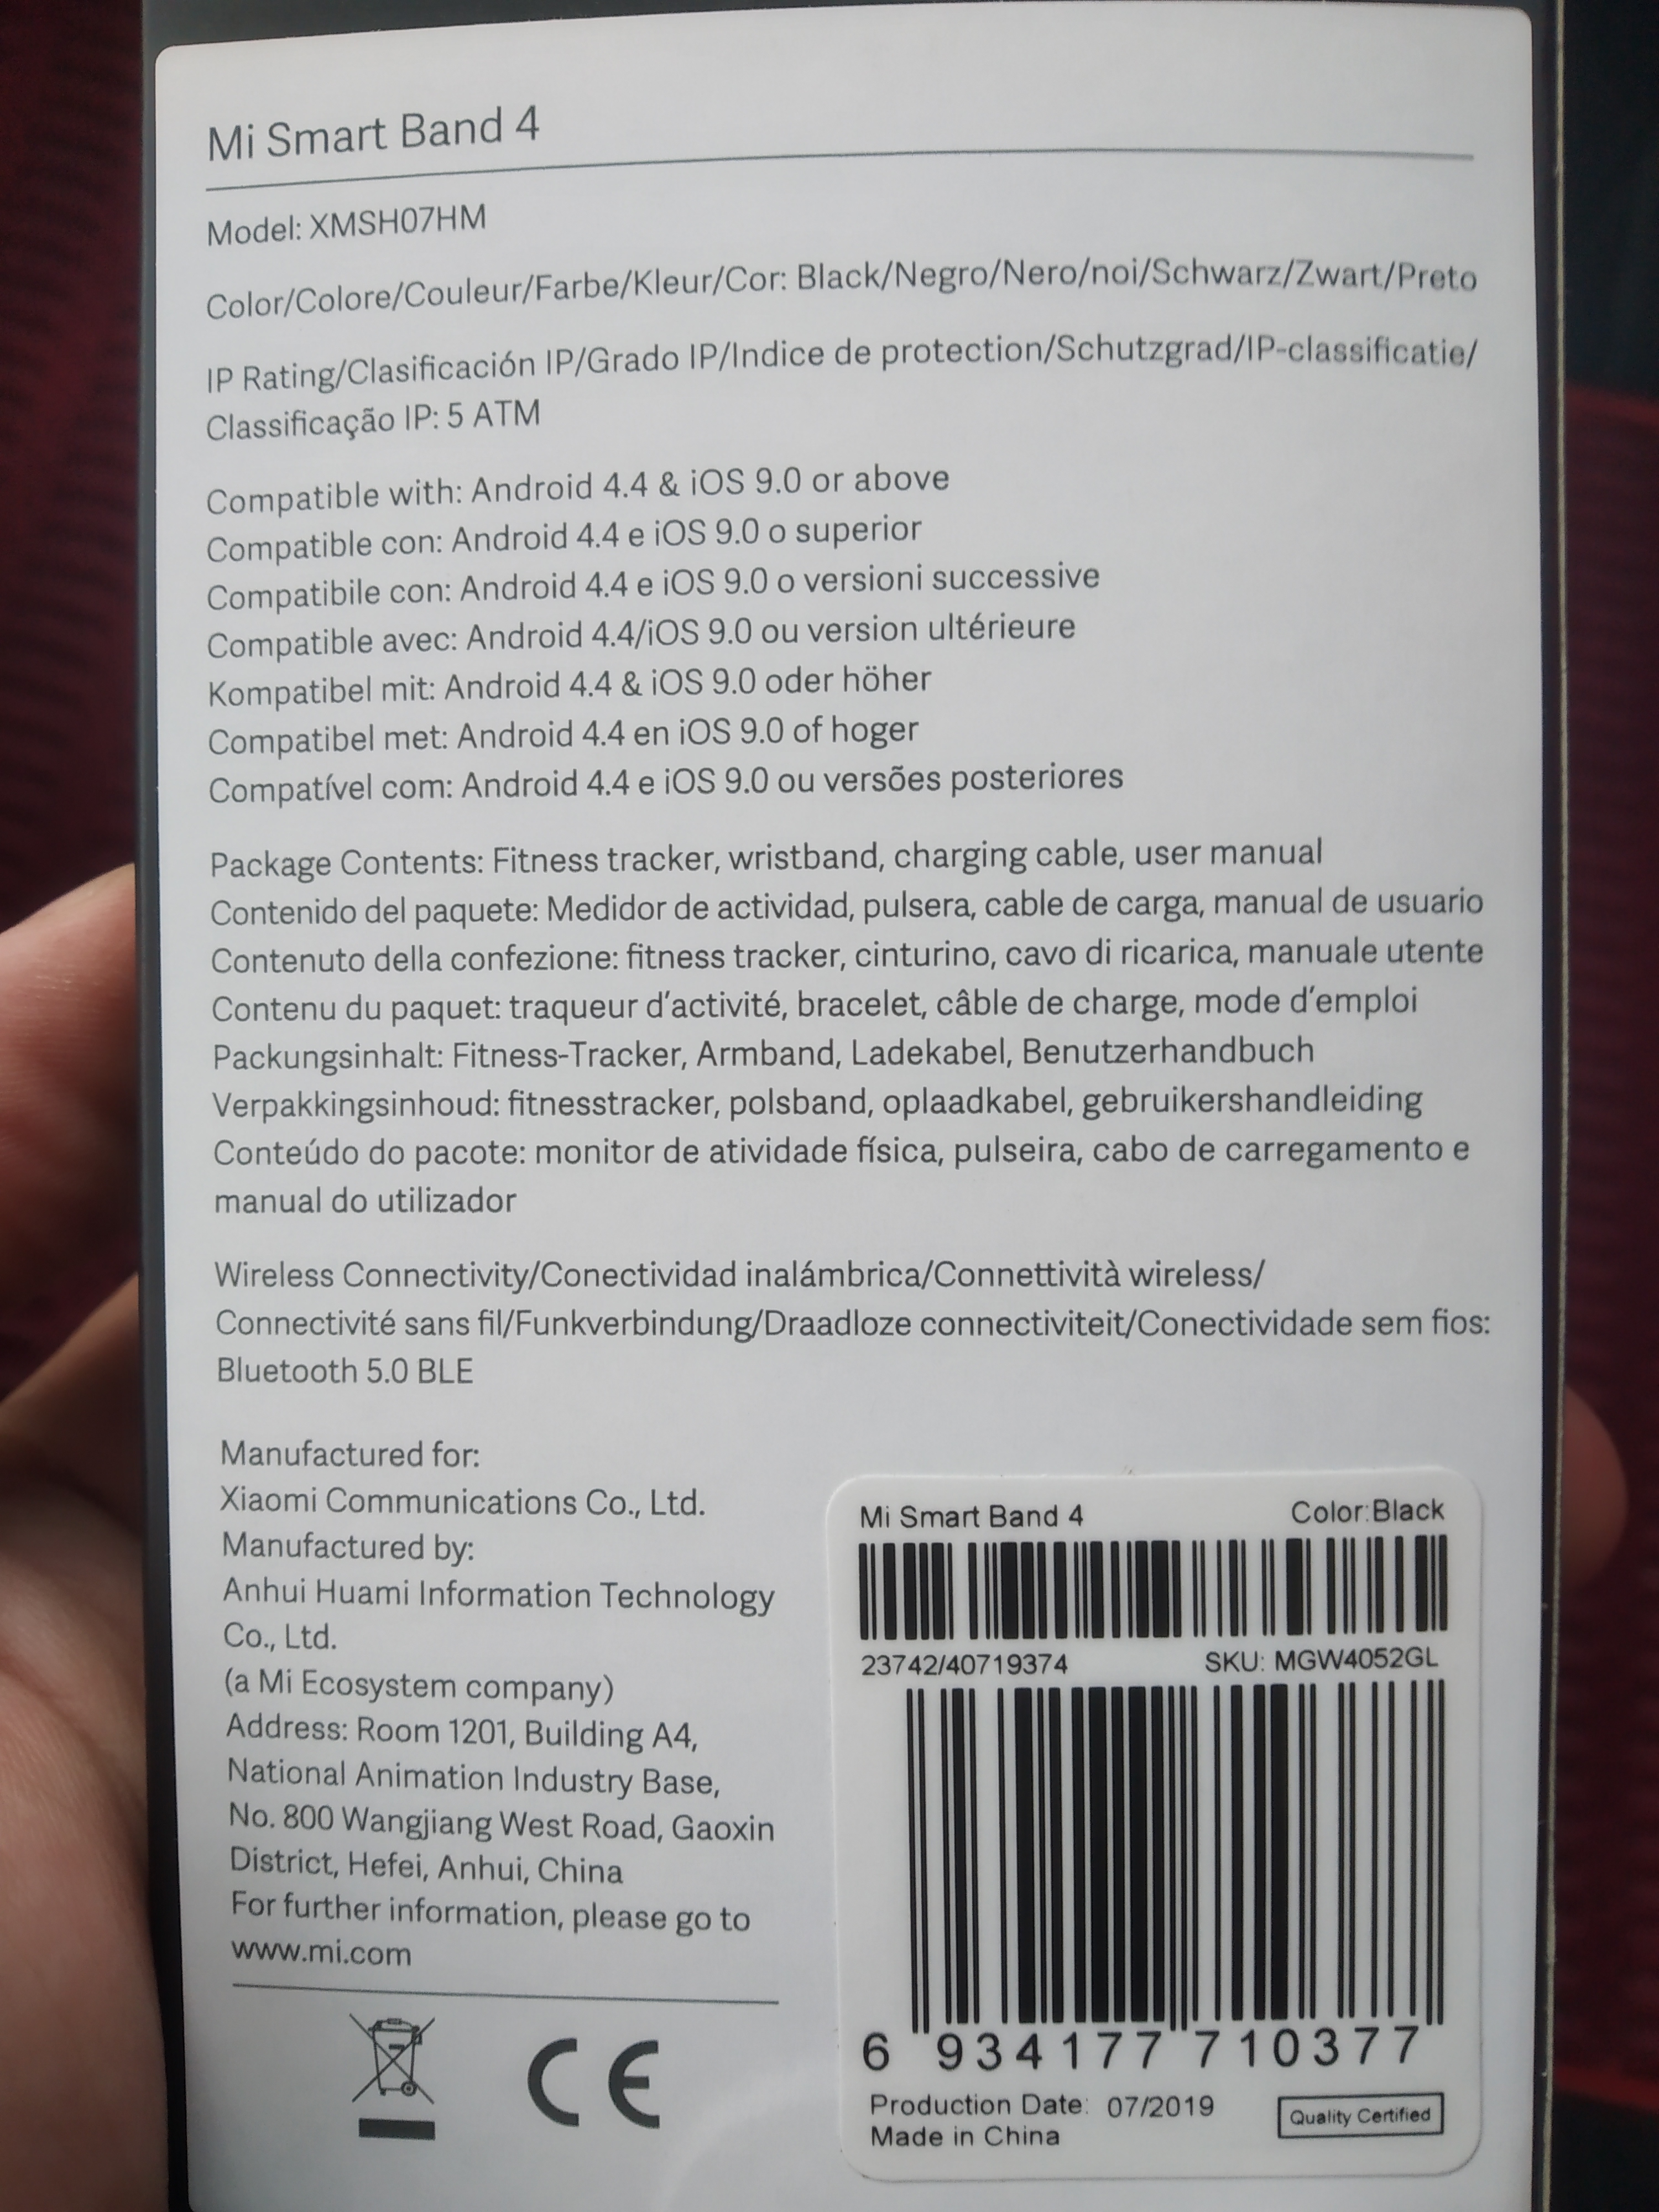 Mi Smart Band 4
Model: XMSH07HM
Color/Colore/Couleur/Farbe/Kleur/Cor: Black/Negro/Nero/noi/Schwarz/Zwart/Preto
IP Rating/Clasificación IP/Grado IP/Indice de protection/Schutzgrad/IP-classificatie/
Classificação IP: 5 ATM
Compatible with: Android 4.4 & iOS 9.0 or above
Compatible con: Android 4.4 e iOS 9.0 o superior
Compatibile con: Android 4.4 e iOS 9.0 o versioni successive
Compatible avec: Android 4.4/iOS 9.0 ou version ultérieure
Kompatibel mit: Android 4.4 & iOS 9.0 oder höher
Compatibel met: Android 4.4 en iOS 9.0 of hoger
Compatível com: Android 4.4 e iOS 9.0 ou versões posteriores
Package Contents: Fitness tracker, wristband, charging cable, user manual
Contenido del paquete: Medidor de actividad, pulsera, cable de carga, manual de usuario
Contenuto della confezione: fitness tracker, cinturino, cavo di ricarica, manuale utente
Contenu du paquet: traqueur d'activité, bracelet, câble de charge, mode d'emploi
Packungsinhalt: Fitness-Tracker, Armband, Ladekabel, Benutzerhandbuch
Verpakkingsinhoud: fitnesstracker, polsband, oplaadkabel, gebruikershandleiding
Conteúdo do pacote: monitor de atividade física, pulseira, cabo de carregamento e
manual do utilizador
Wireless Connectivity/Conectividad inalámbrica/Connettività wireless/
Connectivité sans fil/Funkverbindung/Draadloze connectiviteit/Conectividade sem fios:
Bluetooth 5.0 BLE
Manufactured for:
Xiaomi Communications Co., Ltd.
Manufactured by:
Anhui Huami Information Technology
Co., Ltd.
(a Mi Ecosystem company)
Address: Room 1201, Building A4,
National Animation Industry Base,
No. 800 Wangjiang West Road, Gaoxin
District, Hefei, Anhui, China
For further information, please go to
www.mi.com
CE
Mi Smart Band 4 Color:Black
23742/40719374 SKU: MGW4052GL
6 934177 710377
Production Date: 07/2019
Made in China
Quality Certified